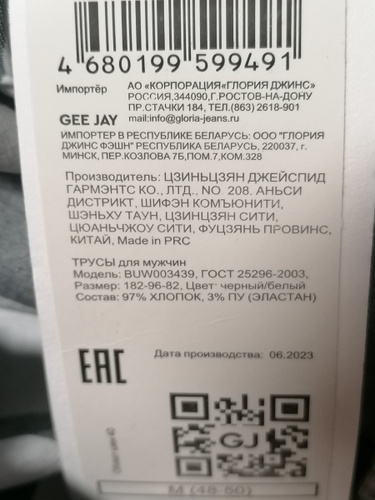 4 680199 599491
Импортёр АО «КОРПОРАЦИЯ«ГЛОРИЯ ДЖИНС»
РОССИЯ,344090,Г.РОСТОВ-НА-ДОНУ
ПР.СТАЧКИ 184, ТЕЛ.(863) 2618-901
GEE JAY mail:info@gloria-jeans.ru
ИМПОРТЕР В РЕСПУБЛИКЕ БЕЛАРУСЬ: ООО "ГЛОРИЯ
ДЖИНС ФЭШН" РЕСПУБЛИКА БЕЛАРУСЬ, 220037, г.
МИНСК, ПЕР.КОЗЛОВА 7Б,ПОМ.7,КОМ.328
Производитель: ЦЗИНЬЦЗЯН ДЖЕЙСПИД
ГАРМЭНТС КО., ЛТД., NO 208. АНЬСИ
ДИСТРИКТ, ШИФЭН КОМЪЮНИТИ,
ШЭНЬХУ ТАУН, ЦЗИНЦЗЯН СИТИ,
ЦЮАНЬЧЖОУ СИТИ, ФУЦЗЯНЬ ПРОВИНС,
КИТАЙ, Made in PRC
ТРУСЫ для мужчин
Модель: BUW003439, ГОСТ 25296-2003,
Размер: 182-96-82, Цвет: черный/белый
Состав: 97% ХЛОПОК, 3% ПУ (ЭЛАСТАН)
EAC Дата производства: 06.2023
GJ
M (48-50)